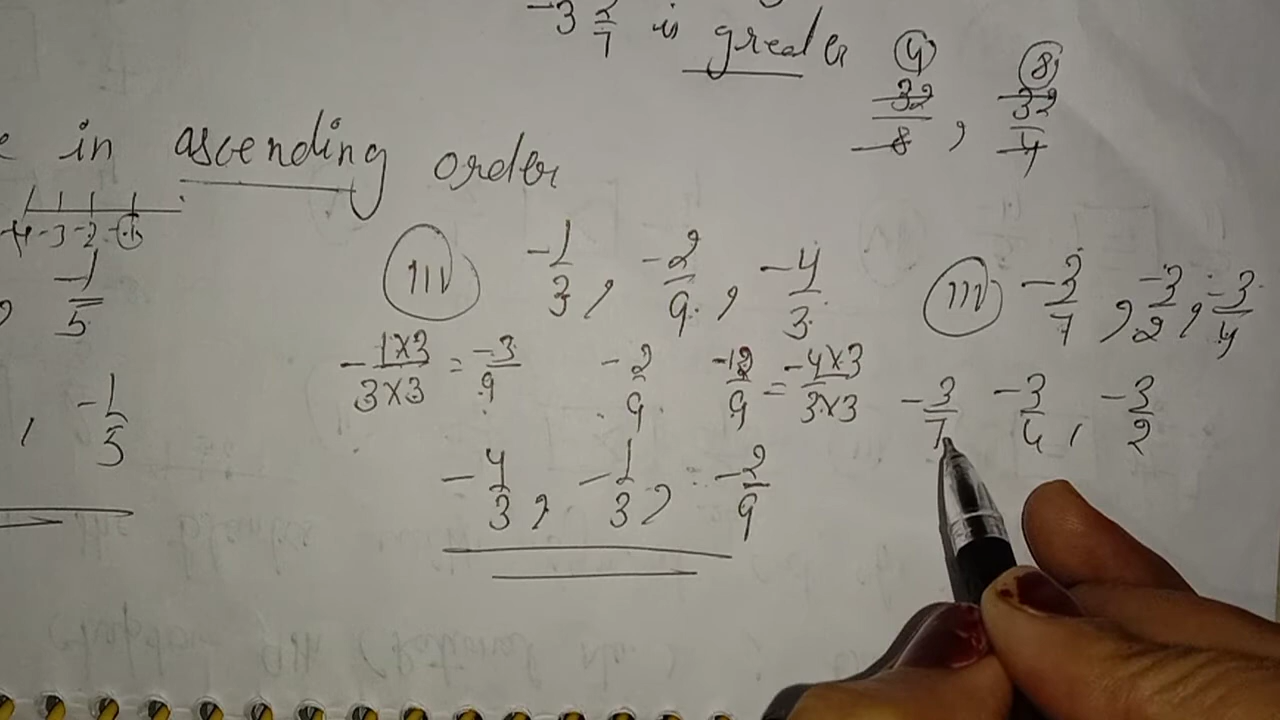 -3 2/7 is greater
④ ⑧
32/8 , 32/4
in ascending order
-4 -3 -2 -1
-1/5
(III) -1/3 , -2/9 , -4/3
(III) -3/7 , -3/2 , -3/4
-1×3/3×3 = -3/9 -2/9 -12/9 = -4×3/3×3
-3/7 -3/4 , -3/2
, -1/5
-4/3 , -1/3 , -2/9